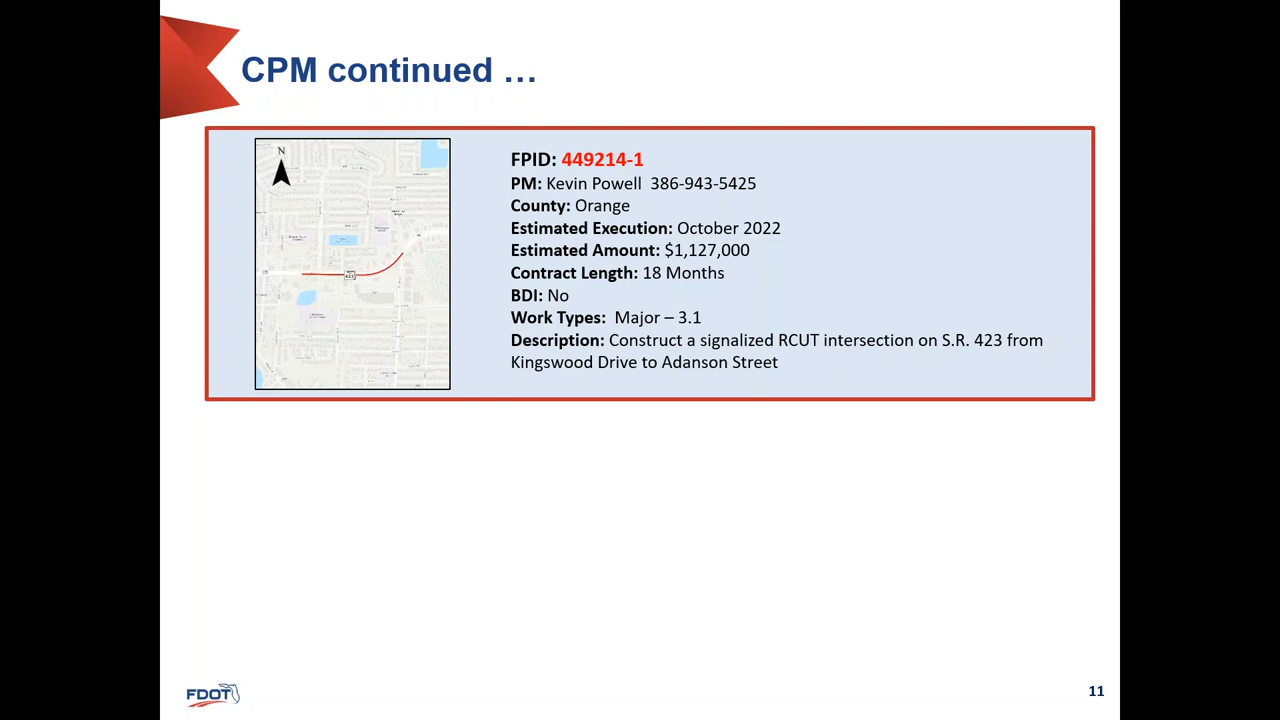 CPM continued …
N
423
FPID: 449214-1
PM: Kevin Powell  386-943-5425
County: Orange
Estimated Execution: October 2022
Estimated Amount: $1,127,000
Contract Length: 18 Months
BDI: No
Work Types:  Major – 3.1
Description: Construct a signalized RCUT intersection on S.R. 423 from
Kingswood Drive to Adanson Street
FDOT
11